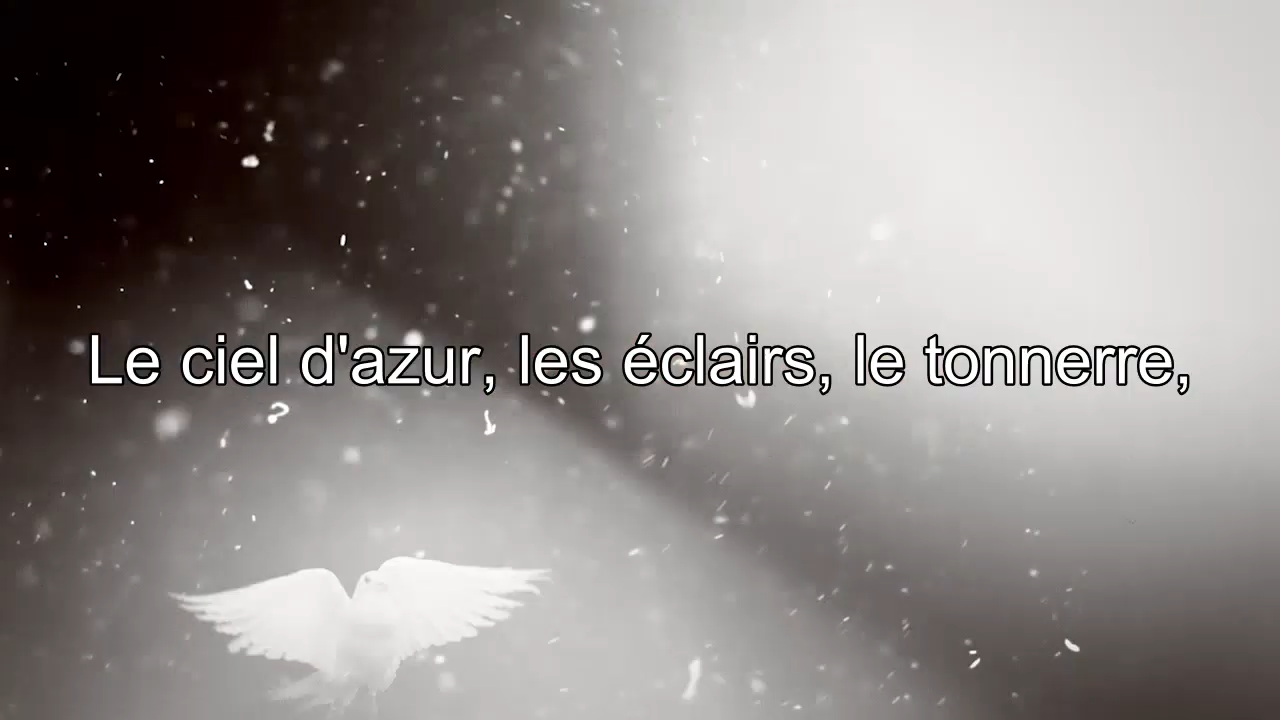 Le ciel d'azur, les éclairs, le tonnerre,